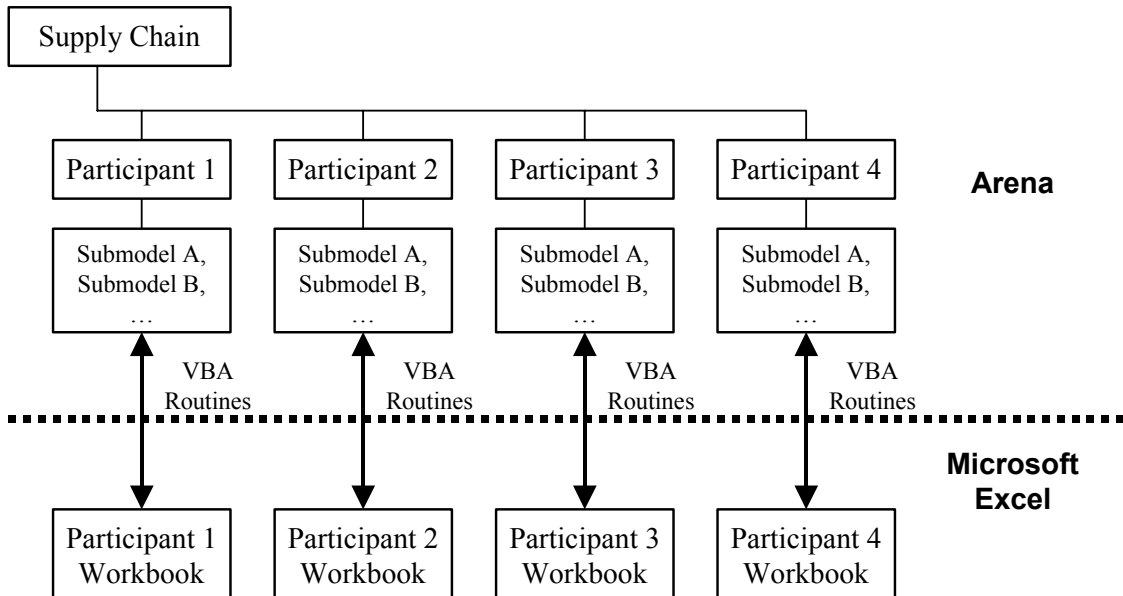 Supply Chain
Participant 1
Participant 2
Participant 3
Participant 4
Arena
Submodel A,
Submodel B,
…
Submodel A,
Submodel B,
…
Submodel A,
Submodel B,
…
Submodel A,
Submodel B,
…
VBA
Routines
VBA
Routines
VBA
Routines
VBA
Routines
Microsoft
Excel
Participant 1
Workbook
Participant 2
Workbook
Participant 3
Workbook
Participant 4
Workbook